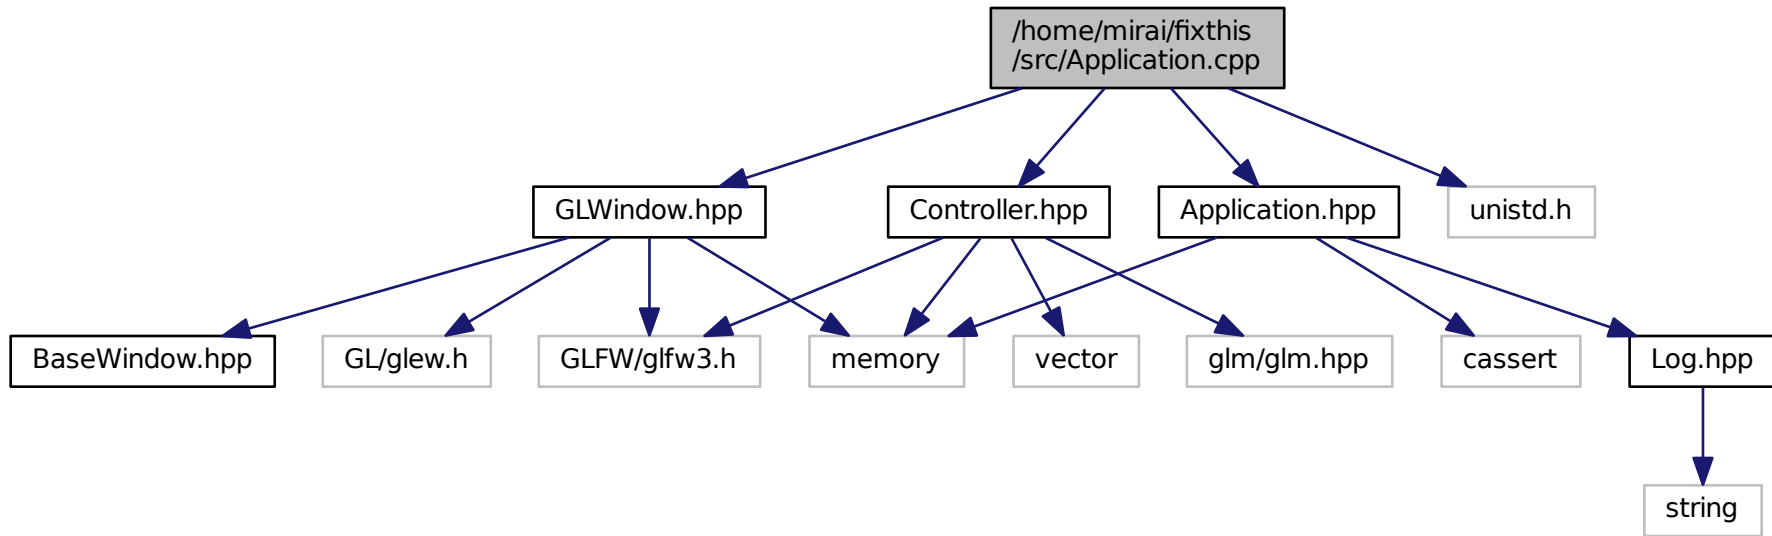 /home/mirai/fixthis
/src/Application.cpp
GLWindow.hpp
Controller.hpp
Application.hpp
unistd.h
BaseWindow.hpp
GL/glew.h
GLFW/glfw3.h
memory
vector
glm/glm.hpp
cassert
Log.hpp
string